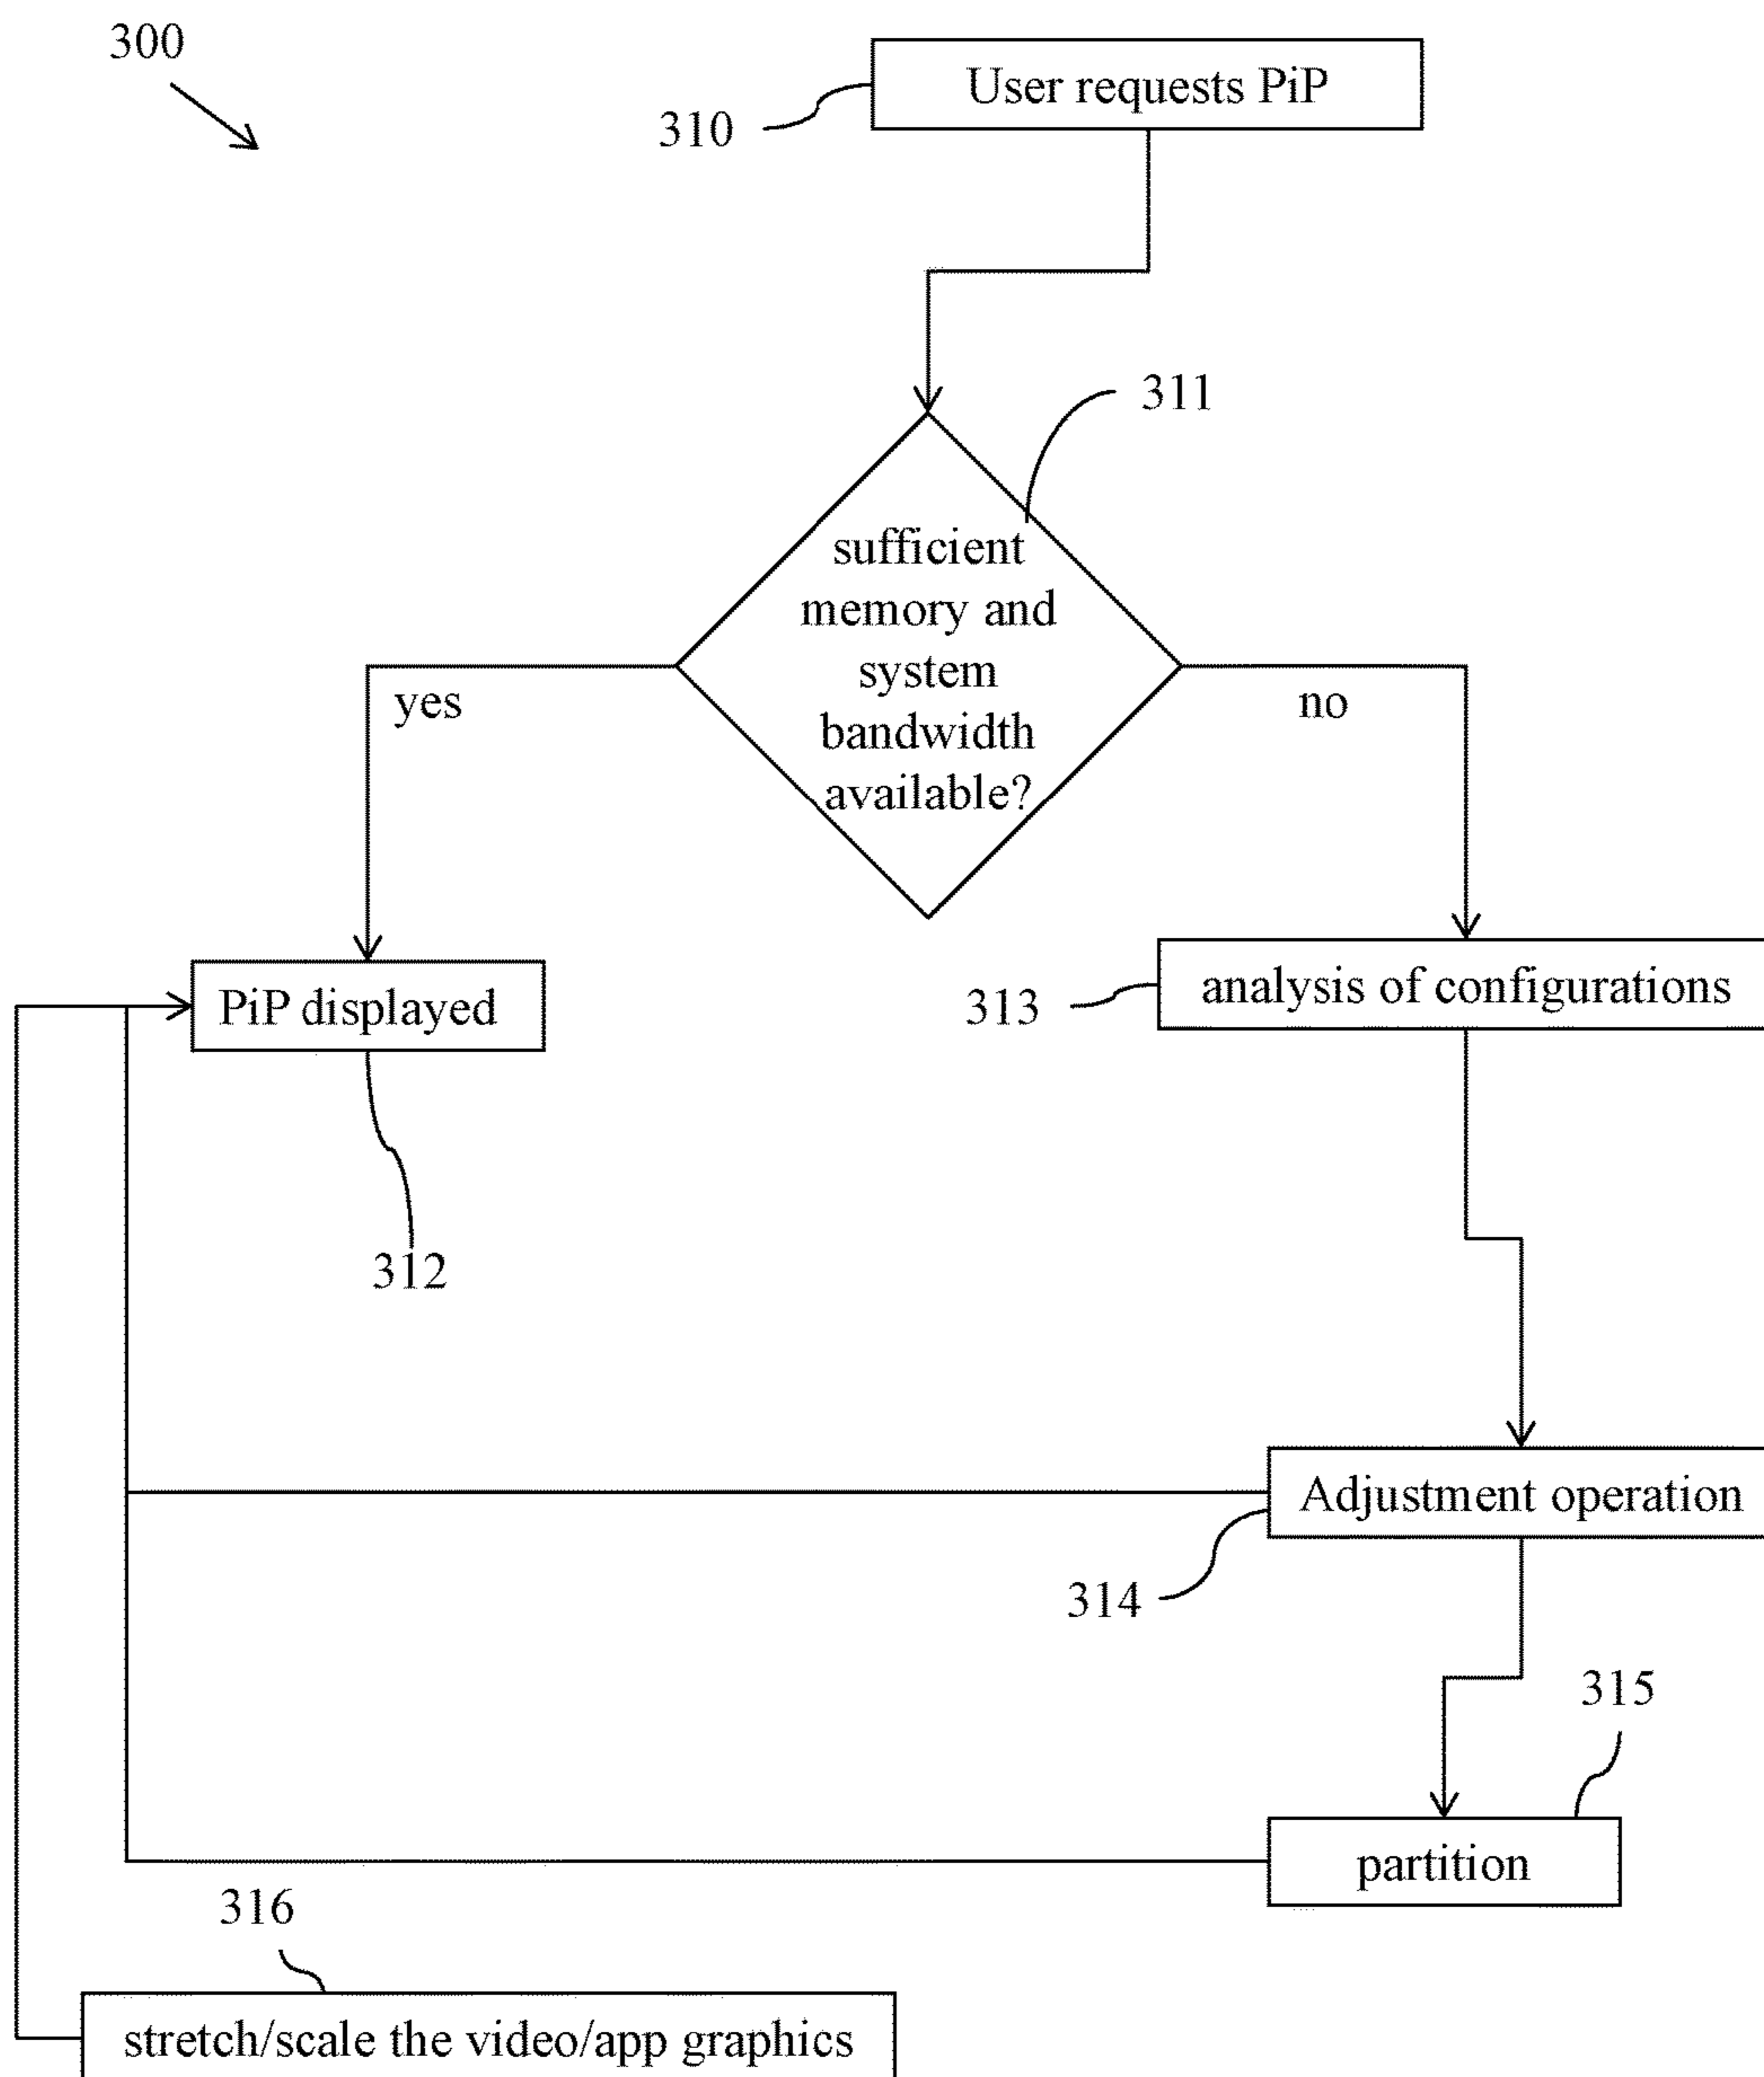 300
User requests PiP
310
311
sufficient
memory and
system
bandwidth
available?
yes
no
PiP displayed
analysis of configurations
313
312
Adjustment operation
314
315
partition
316
stretch/scale the video/app graphics